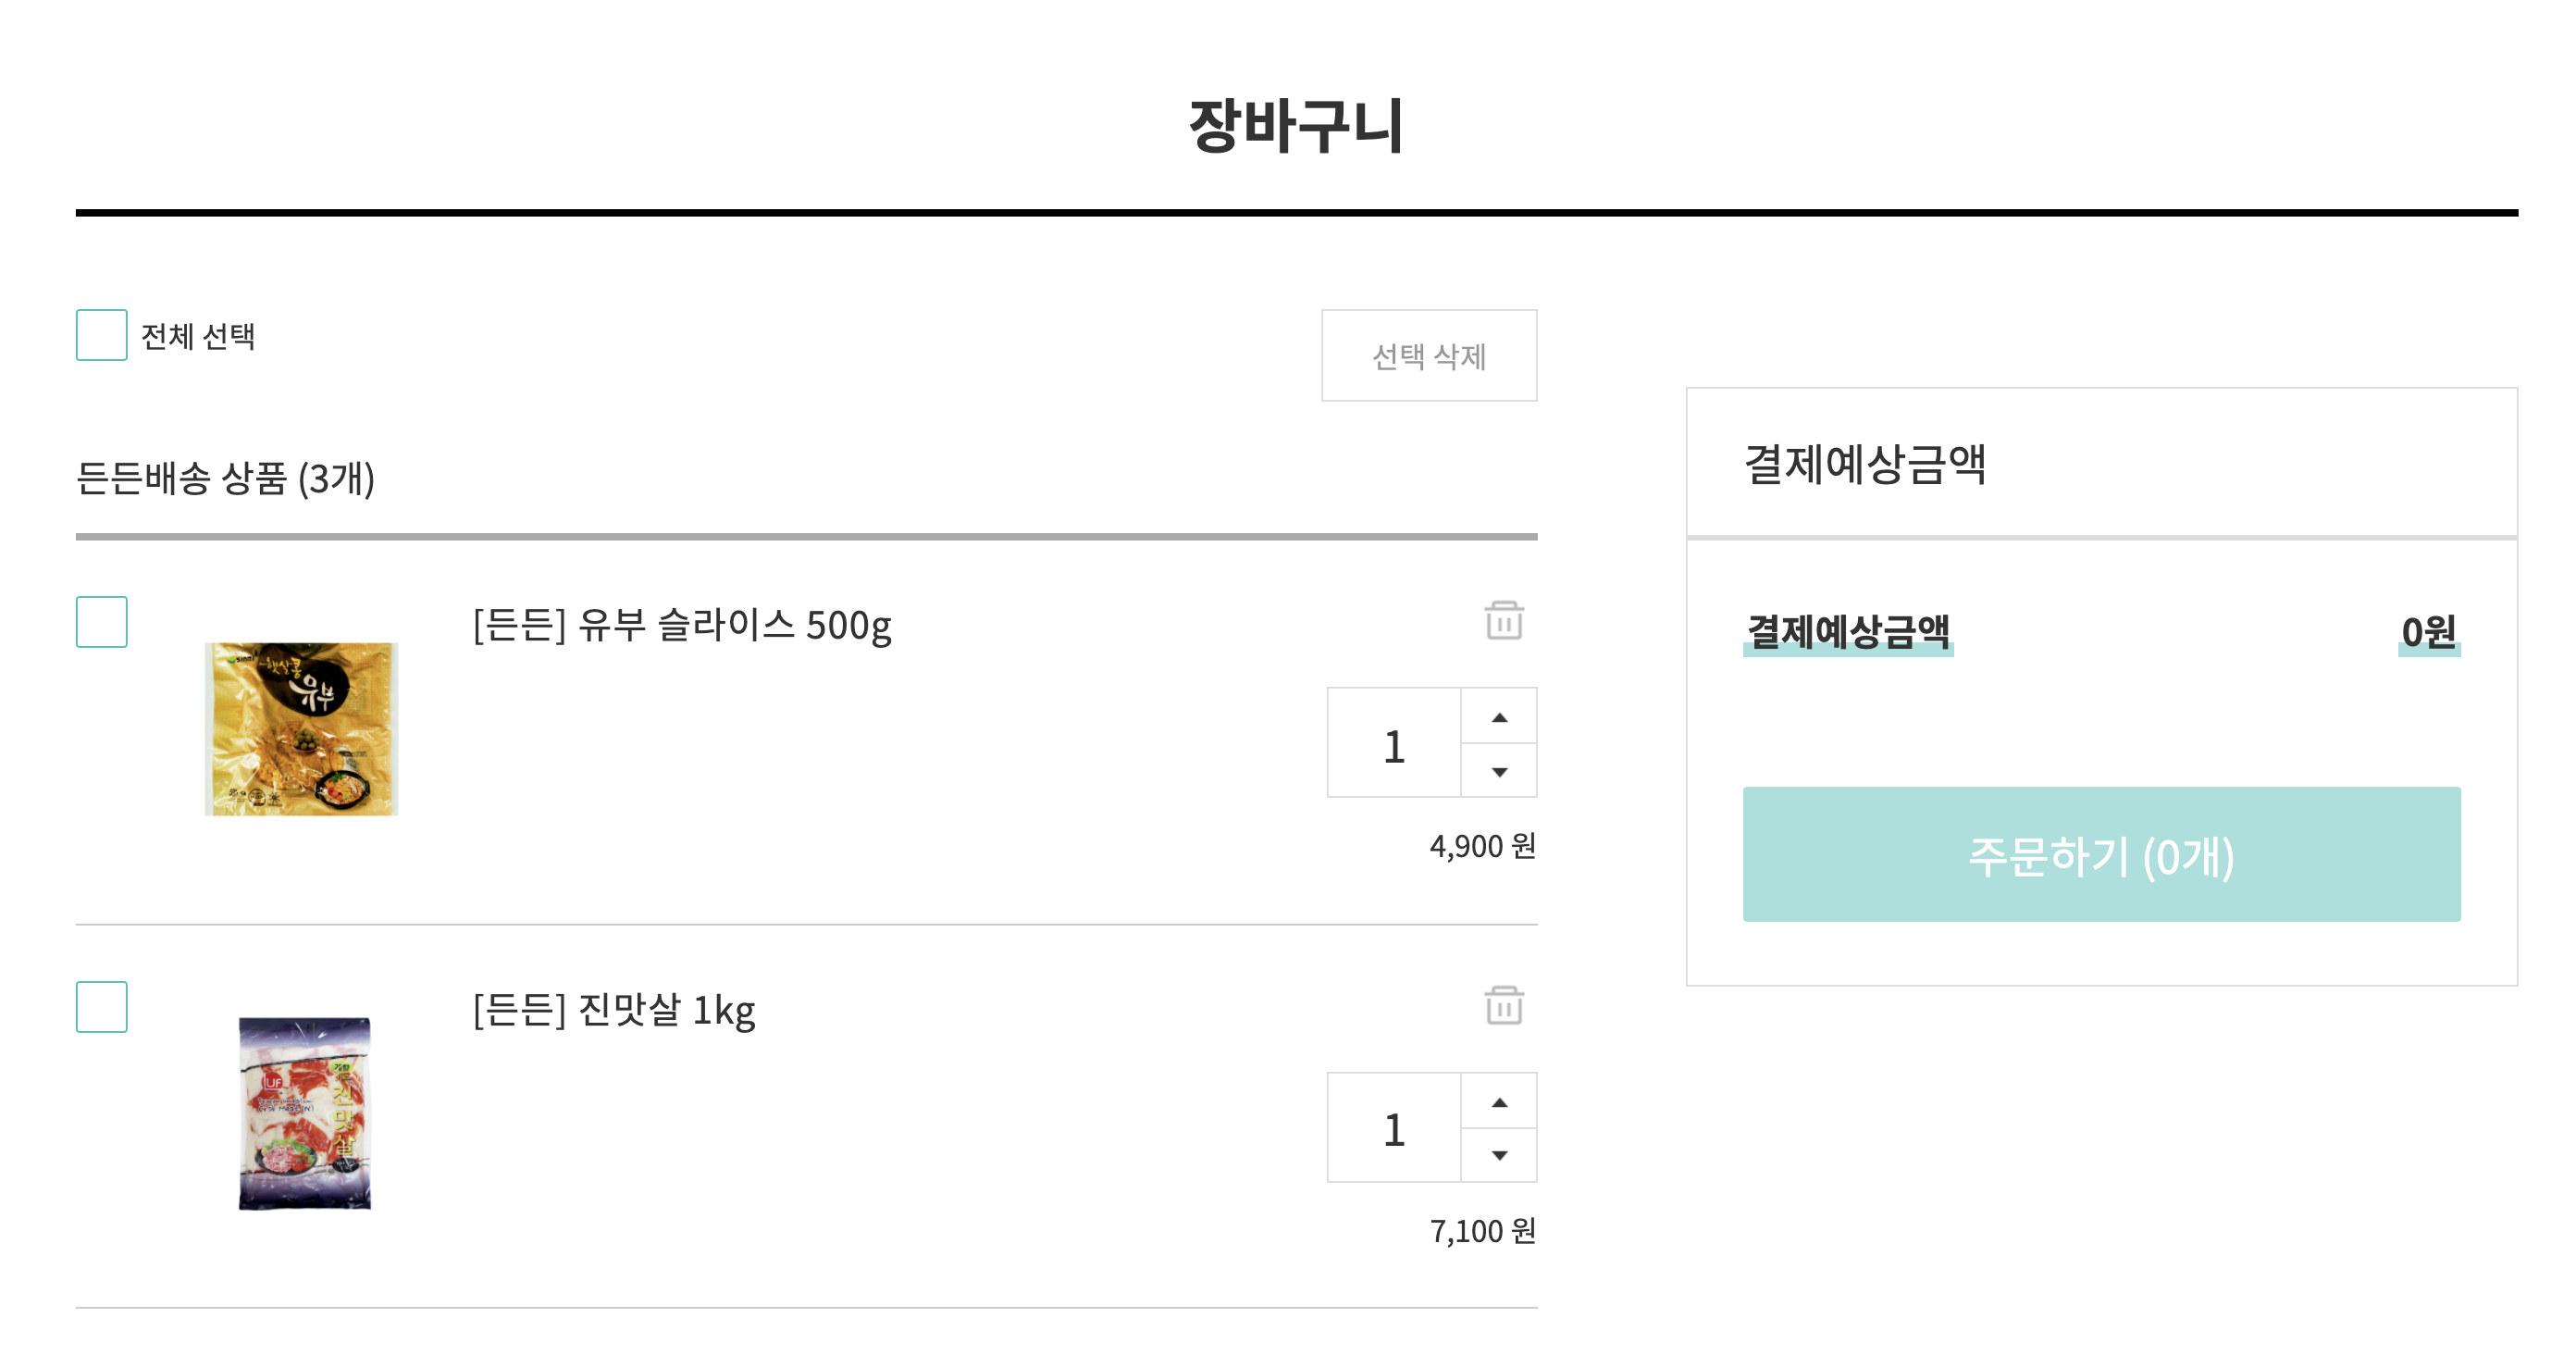 장바구니
전체 선택
선택 삭제
든든배송 상품 (3개)
[든든] 유부 슬라이스 500g
햇살콩
유부
1
4,900 원
[든든] 진맛살 1kg
UF
진맛살
1
7,100 원
결제예상금액
결제예상금액 0원
주문하기 (0개)